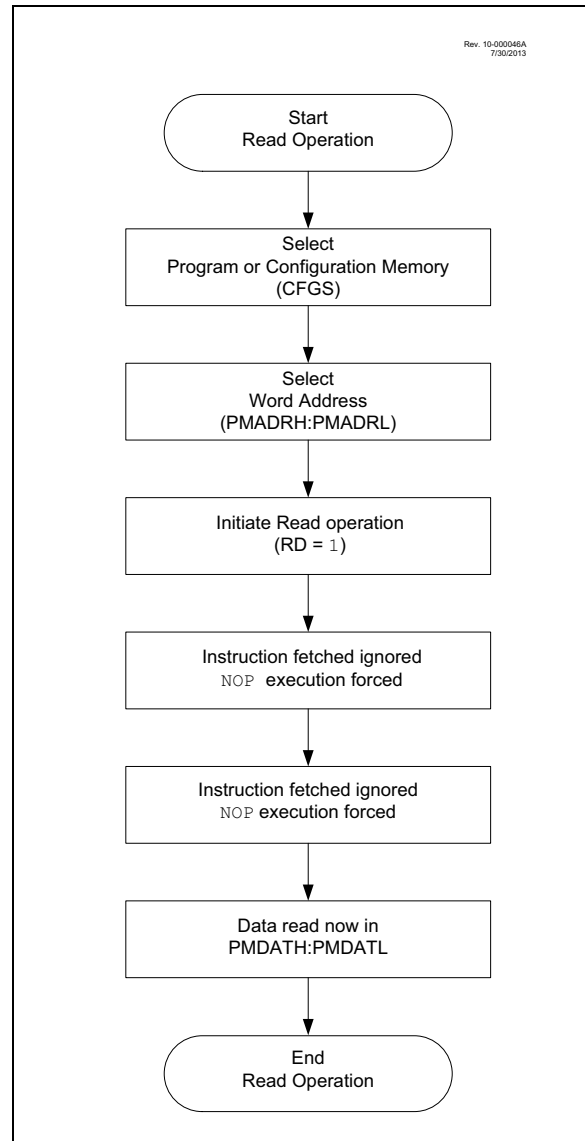 Rev. 10-000046A
7/30/2013
Start
Read Operation
Select
Program or Configuration Memory
(CFGS)
Select
Word Address
(PMADRH:PMADRL)
Initiate Read operation
(RD = 1)
Instruction fetched ignored
NOP execution forced
Instruction fetched ignored
NOP execution forced
Data read now in
PMDATH:PMDATL
End
Read Operation